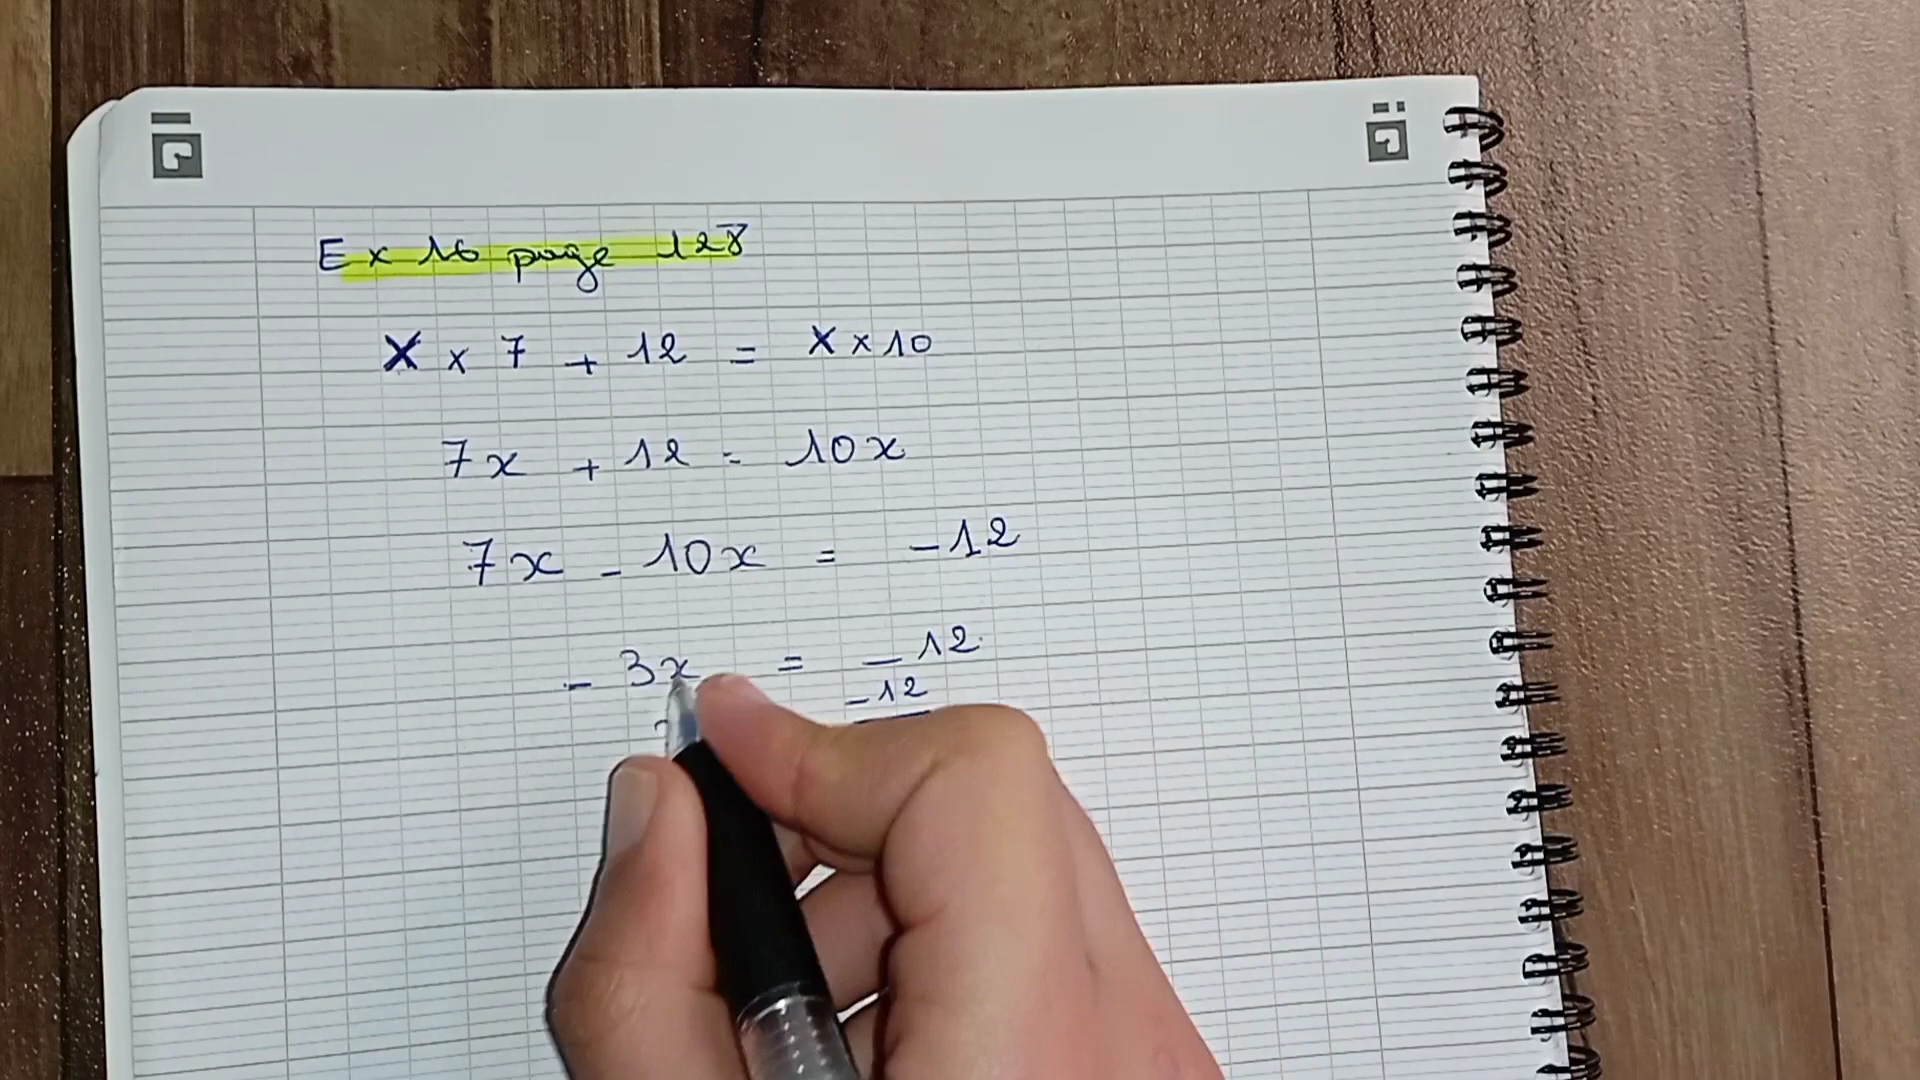 Ex 16 page 128
X x 7 + 12 = X x 10
7x + 12 = 10x
7x - 10x = -12
- 3x = - 12
-12